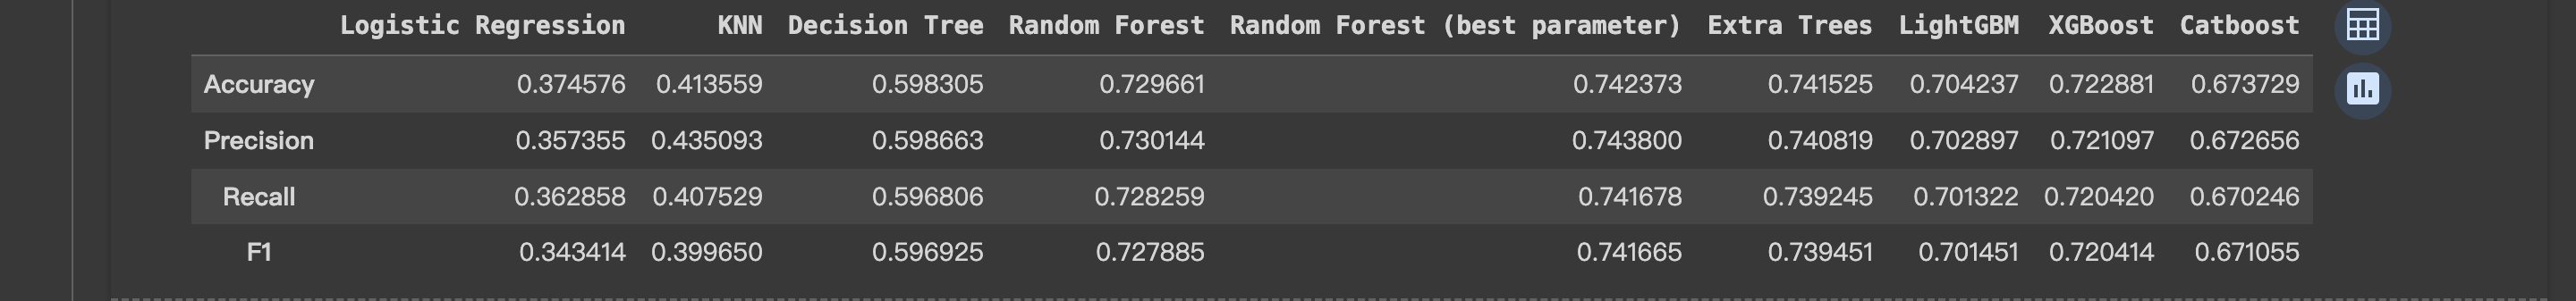 Logistic Regression KNN Decision Tree Random Forest Random Forest (best parameter) Extra Trees LightGBM XGBoost Catboost
Accuracy 0.374576 0.413559 0.598305 0.729661 0.742373 0.741525 0.704237 0.722881 0.673729
Precision 0.357355 0.435093 0.598663 0.730144 0.743800 0.740819 0.702897 0.721097 0.672656
Recall 0.362858 0.407529 0.596806 0.728259 0.741678 0.739245 0.701322 0.720420 0.670246
F1 0.343414 0.399650 0.596925 0.727885 0.741665 0.739451 0.701451 0.720414 0.671055